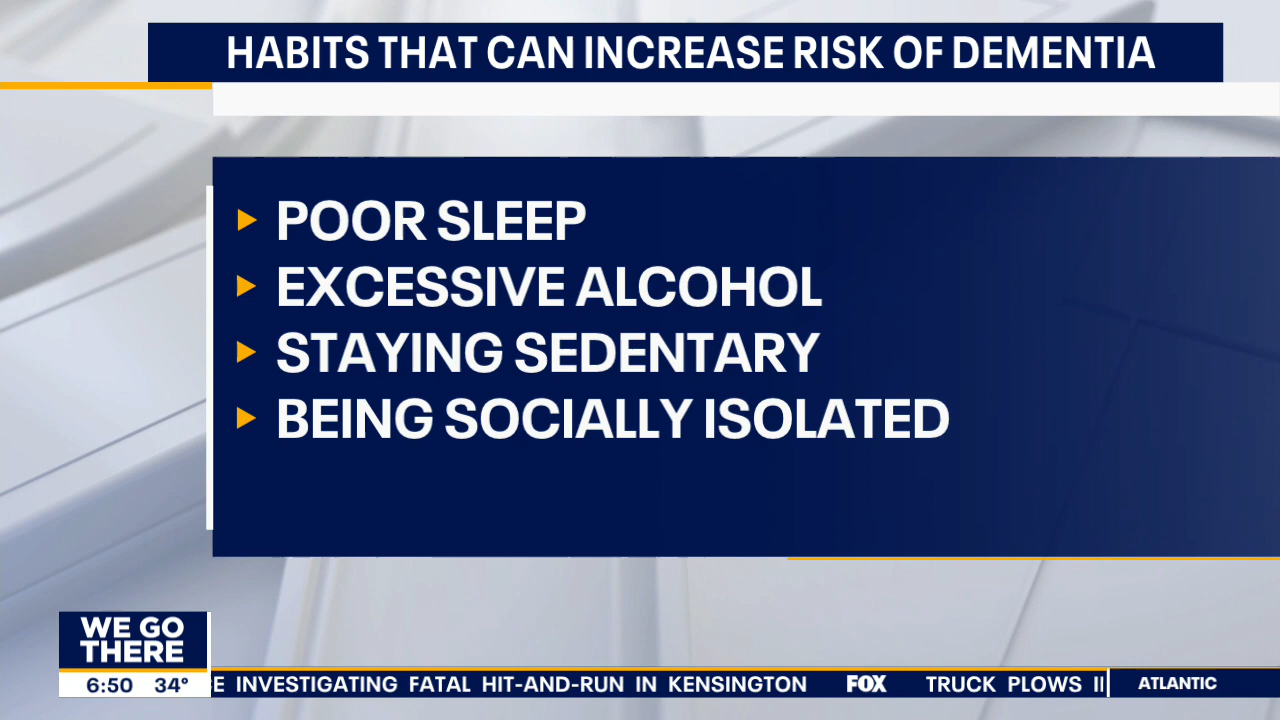 HABITS THAT CAN INCREASE RISK OF DEMENTIA
POOR SLEEP
EXCESSIVE ALCOHOL
STAYING SEDENTARY
BEING SOCIALLY ISOLATED
WE GO
THERE
6:50 34°
E INVESTIGATING FATAL HIT-AND-RUN IN KENSINGTON FOX TRUCK PLOWS
ATLANTIC